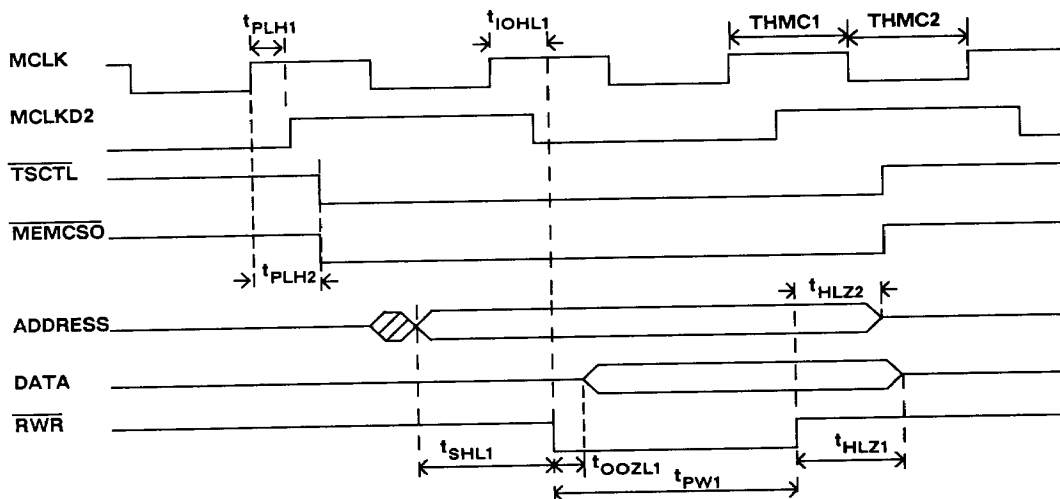 tPLH1
tIOHL1
THMC1
THMC2
MCLK
MCLKD2
TSCTL
MEMCSO
tPLH2
tHLZ2
ADDRESS
DATA
RWR
tSHL1
tOOZL1
tHLZ1
tPW1